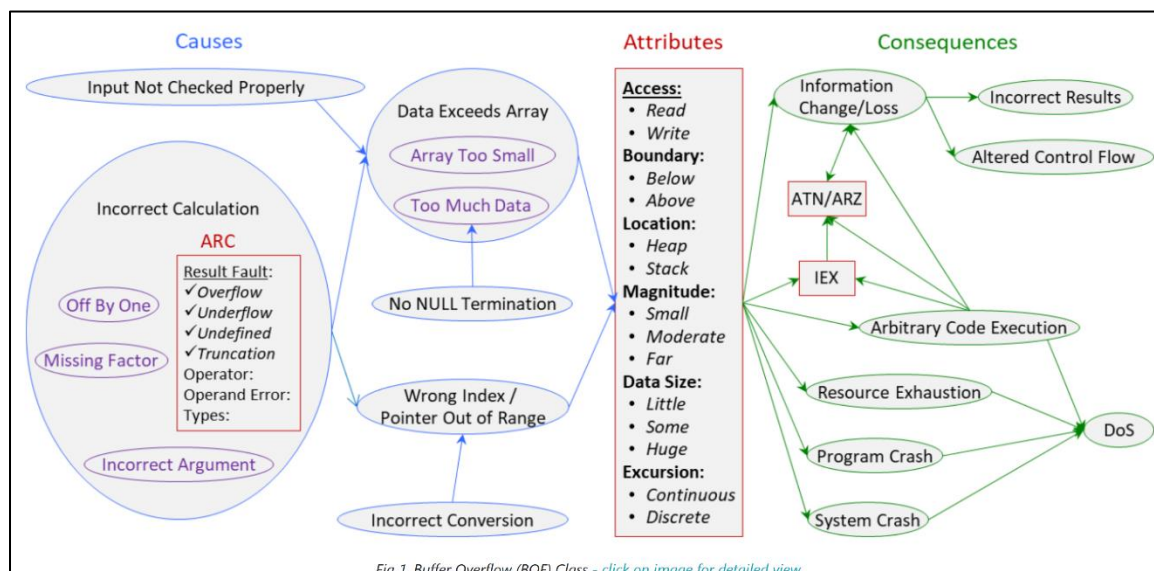 Causes
Attributes
Consequences
Input Not Checked Properly
Data Exceeds Array
Array Too Small
Too Much Data
Incorrect Calculation
ARC
Result Fault:
✓Overflow
✓Underflow
✓Undefined
✓Truncation
Operator:
Operand Error:
Types:
Off By One
Missing Factor
Incorrect Argument
No NULL Termination
Wrong Index /
Pointer Out of Range
Incorrect Conversion
Access:
• Read
• Write
Boundary:
• Below
• Above
Location:
• Heap
• Stack
Magnitude:
• Small
• Moderate
• Far
Data Size:
• Little
• Some
• Huge
Excursion:
• Continuous
• Discrete
Information
Change/Loss
Incorrect Results
Altered Control Flow
ATN/ARZ
IEX
Arbitrary Code Execution
Resource Exhaustion
DoS
Program Crash
System Crash
Fig 1. Buffer Overflow (BOF) Class - click on image for detailed view